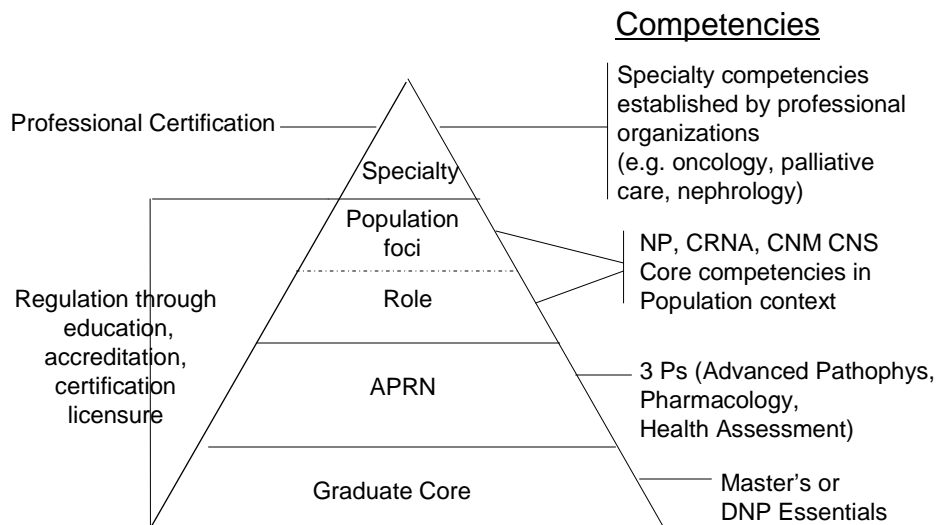 Competencies
Professional Certification
Specialty competencies
established by professional
organizations
(e.g. oncology, palliative
care, nephrology)
Specialty
Population
foci
NP, CRNA, CNM CNS
Core competencies in
Population context
Regulation through
education,
accreditation,
certification
licensure
Role
APRN
3 Ps (Advanced Pathophys,
Pharmacology,
Health Assessment)
Graduate Core
Master's or
DNP Essentials